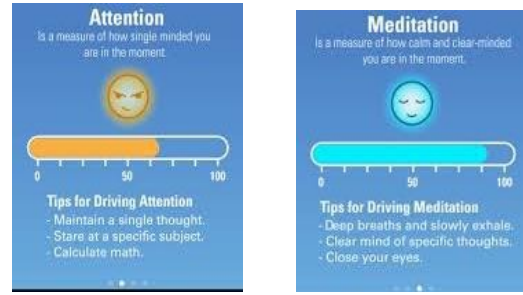 Attention
Is a measure of how single minded you
are in the moment
0 50 100
Tips for Driving Attention
- Maintain a single thought.
- Stare at a specific subject.
- Calculate math.
Meditation
Is a measure of how calm and clear-minded
you are in the moment.
0 50 100
Tips for Driving Meditation
- Deep breaths and slowly exhale.
- Clear mind of specific thoughts.
- Close your eyes.